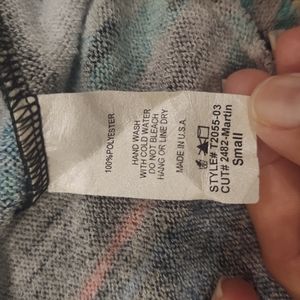 100%POLYESTER
HAND WASH
WITH COLD WATER
DO NOT BLEACH
HANG OR LINE DRY
MADE IN U.S.A
STYLE# T2055-03
CUT# 2482-Martin
Small